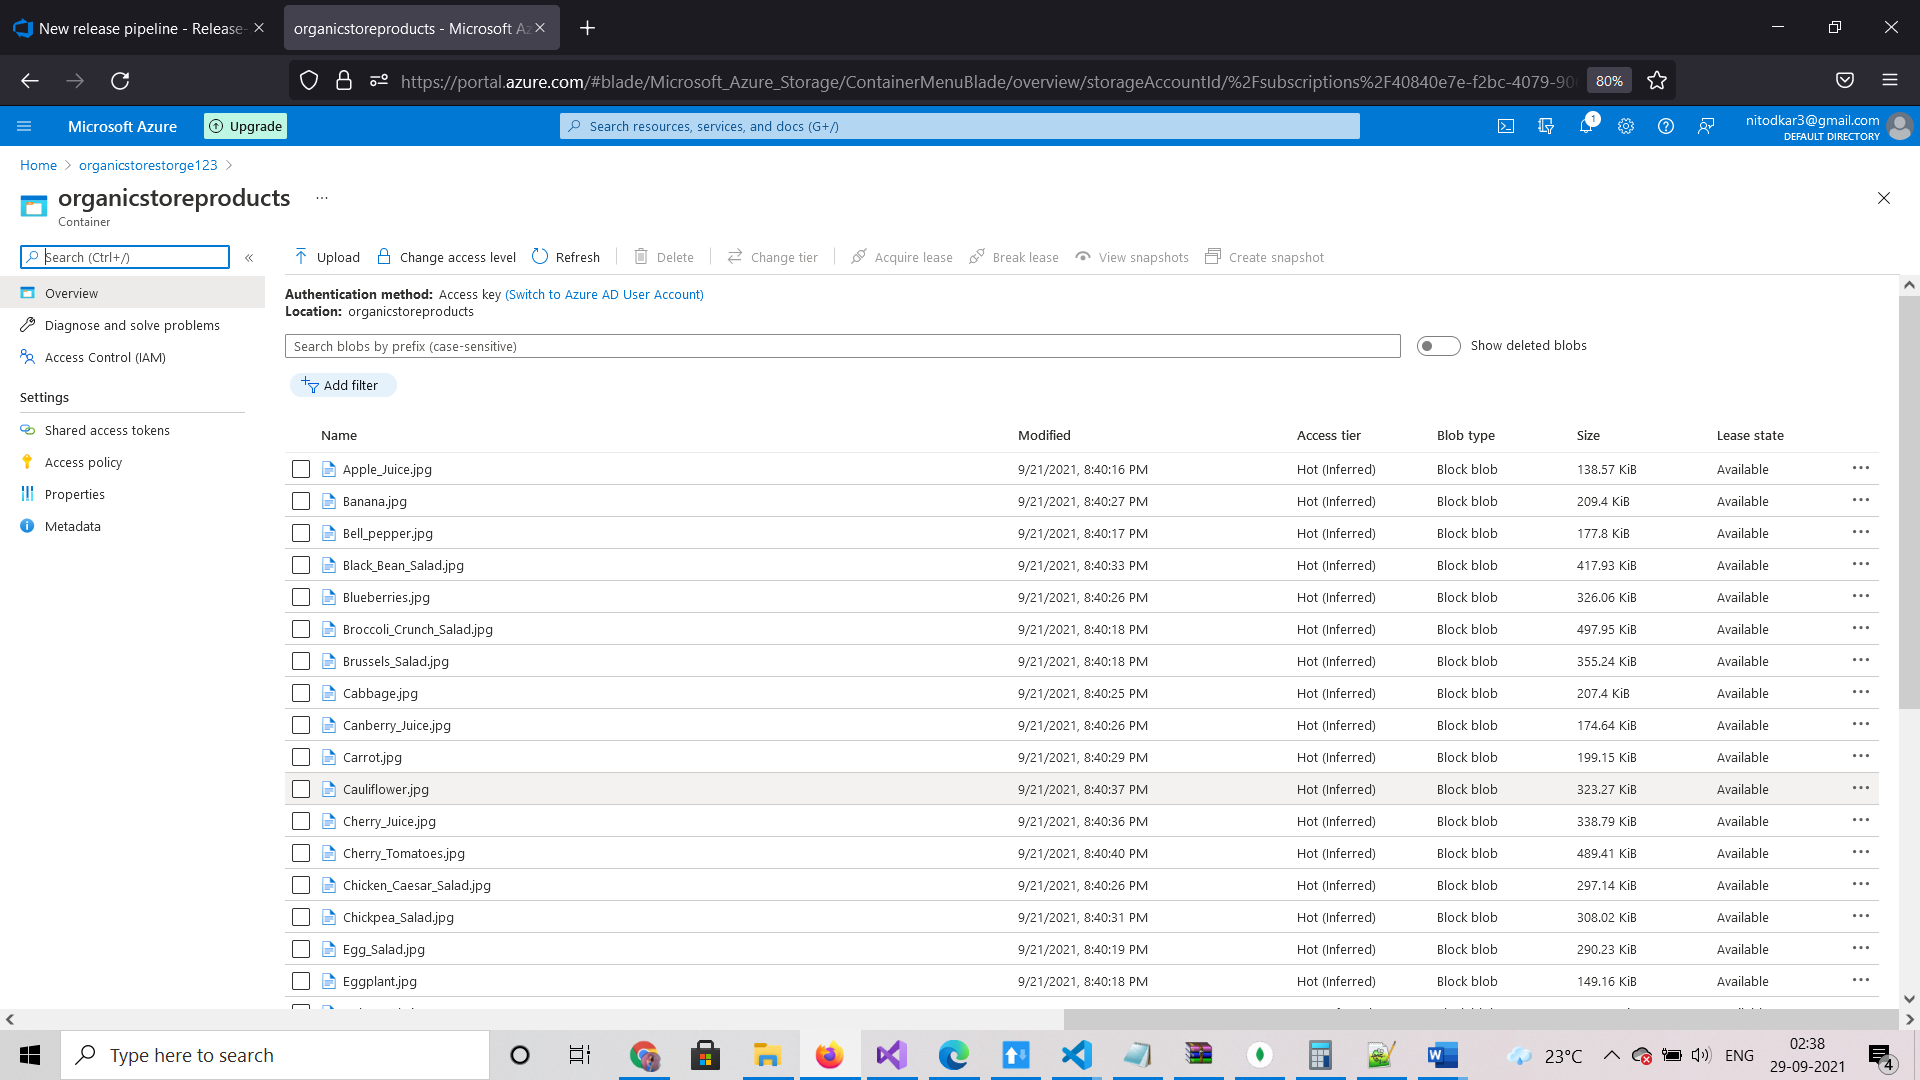 New release pipeline - Release-
organicstoreproducts - Microsoft Az
https://portal.azure.com/#blade/Microsoft_Azure_Storage/ContainerMenuBlade/overview/storageAccountId/%2Fsubscriptions%2F40840e7e-f2bc-4079-90
80%
Microsoft Azure
Upgrade
Search resources, services, and docs (G+/)
1
nitodkar3@gmail.com
DEFAULT DIRECTORY
Home
organicstorestorge123
organicstoreproducts
...
Container
Search (Ctrl+/)
«
Upload
Change access level
Refresh
Delete
Change tier
Acquire lease
Break lease
View snapshots
Create snapshot
Overview
Diagnose and solve problems
Access Control (IAM)
Settings
Shared access tokens
Access policy
Properties
Metadata
Authentication method: Access key (Switch to Azure AD User Account)
Location: organicstoreproducts
Search blobs by prefix (case-sensitive)
Show deleted blobs
Add filter
Name Modified Access tier Blob type Size Lease state
Apple_Juice.jpg 9/21/2021, 8:40:16 PM Hot (Inferred) Block blob 138.57 KiB Available
Banana.jpg 9/21/2021, 8:40:27 PM Hot (Inferred) Block blob 209.4 KiB Available
Bell_pepper.jpg 9/21/2021, 8:40:17 PM Hot (Inferred) Block blob 177.8 KiB Available
Black_Bean_Salad.jpg 9/21/2021, 8:40:33 PM Hot (Inferred) Block blob 417.93 KiB Available
Blueberries.jpg 9/21/2021, 8:40:26 PM Hot (Inferred) Block blob 326.06 KiB Available
Broccoli_Crunch_Salad.jpg 9/21/2021, 8:40:18 PM Hot (Inferred) Block blob 497.95 KiB Available
Brussels_Salad.jpg 9/21/2021, 8:40:18 PM Hot (Inferred) Block blob 355.24 KiB Available
Cabbage.jpg 9/21/2021, 8:40:25 PM Hot (Inferred) Block blob 207.4 KiB Available
Canberry_Juice.jpg 9/21/2021, 8:40:26 PM Hot (Inferred) Block blob 174.64 KiB Available
Carrot.jpg 9/21/2021, 8:40:29 PM Hot (Inferred) Block blob 199.15 KiB Available
Cauliflower.jpg 9/21/2021, 8:40:37 PM Hot (Inferred) Block blob 323.27 KiB Available
Cherry_Juice.jpg 9/21/2021, 8:40:36 PM Hot (Inferred) Block blob 338.79 KiB Available
Cherry_Tomatoes.jpg 9/21/2021, 8:40:40 PM Hot (Inferred) Block blob 489.41 KiB Available
Chicken_Caesar_Salad.jpg 9/21/2021, 8:40:26 PM Hot (Inferred) Block blob 297.14 KiB Available
Chickpea_Salad.jpg 9/21/2021, 8:40:31 PM Hot (Inferred) Block blob 308.02 KiB Available
Egg_Salad.jpg 9/21/2021, 8:40:19 PM Hot (Inferred) Block blob 290.23 KiB Available
Eggplant.jpg 9/21/2021, 8:40:18 PM Hot (Inferred) Block blob 149.16 KiB Available
Type here to search
23°C
ENG
02:38
29-09-2021
4